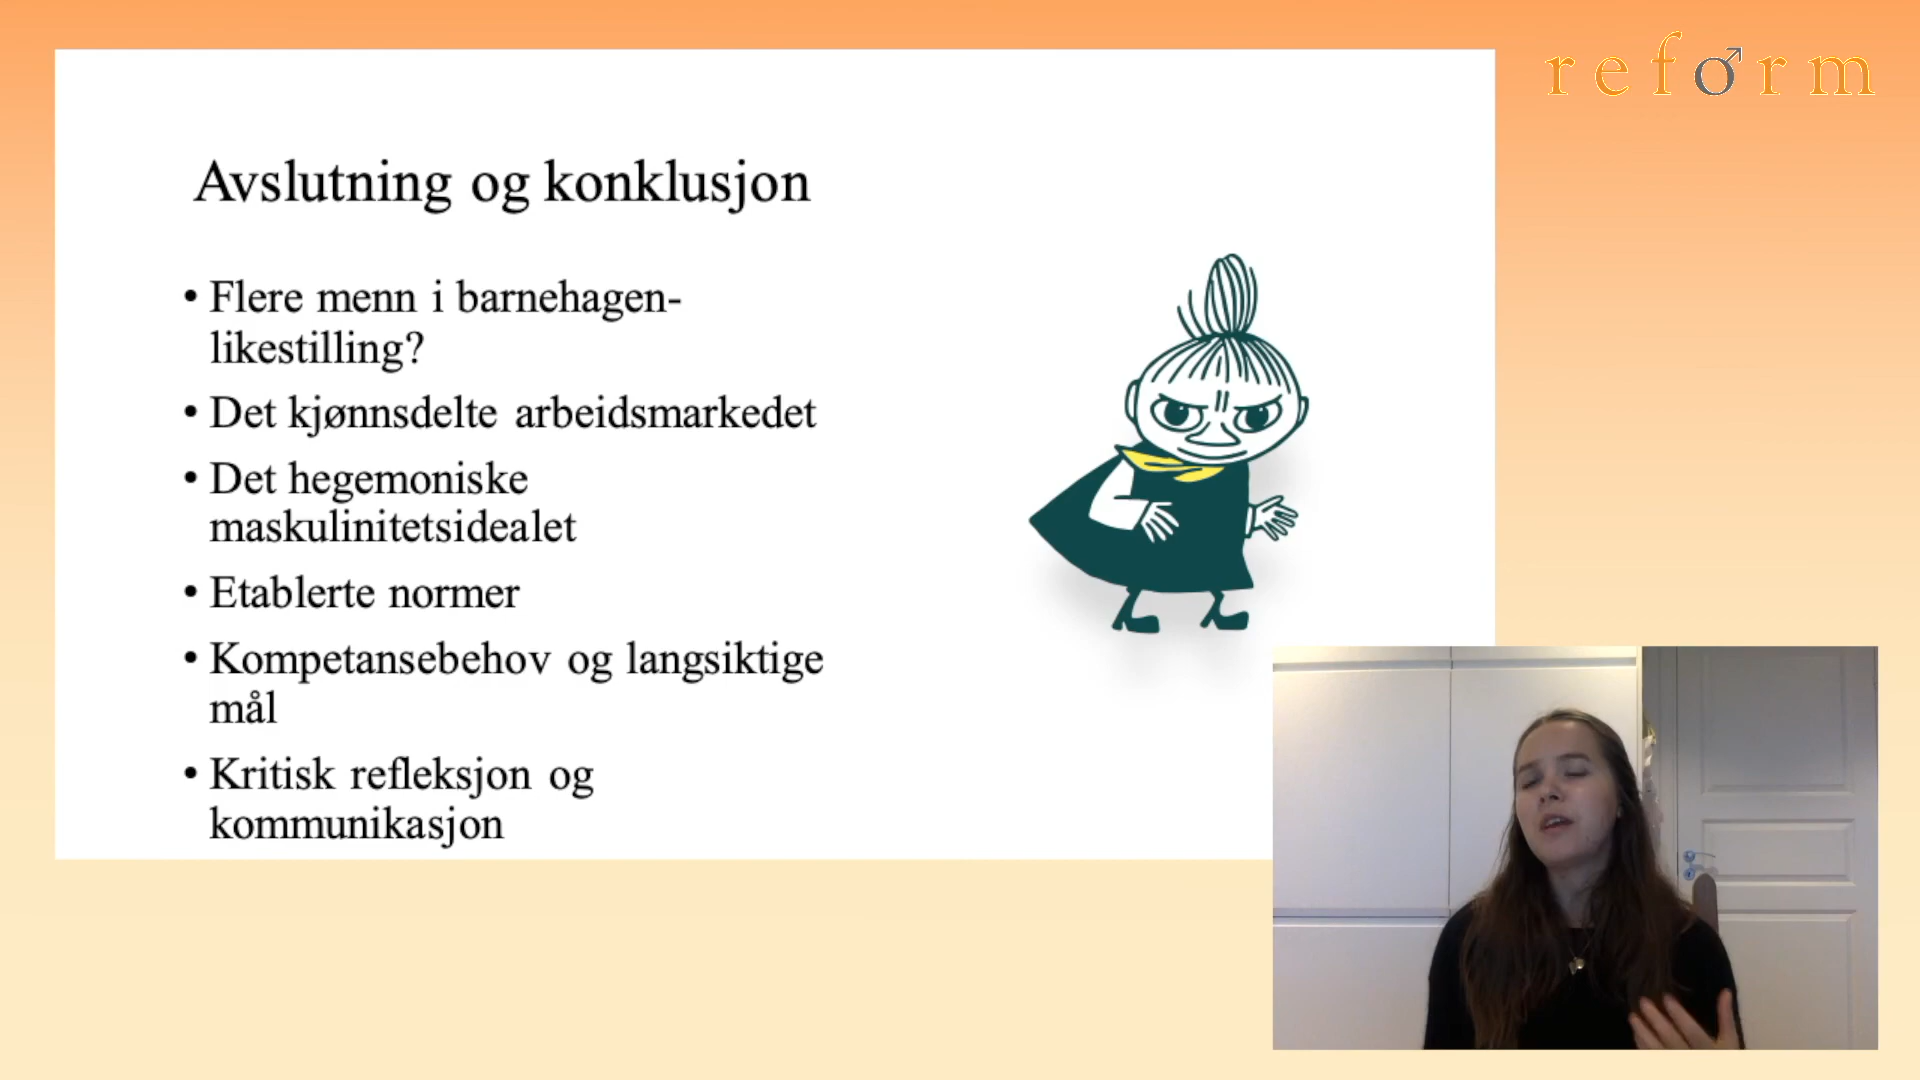 reform
Avslutning og konklusjon
• Flere menn i barnehagen-
likestilling?
• Det kjønnsdelte arbeidsmarkedet
• Det hegemoniske
maskulinitetsidealet
• Etablerte normer
• Kompetansebehov og langsiktige
mål
• Kritisk refleksjon og
kommunikasjon